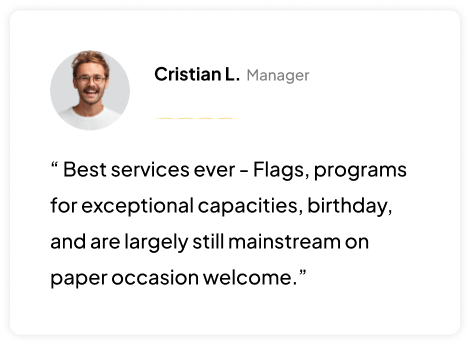 Cristian L. Manager
“ Best services ever – Flags, programs
for exceptional capacities, birthday,
and are largely still mainstream on
paper occasion welcome.”